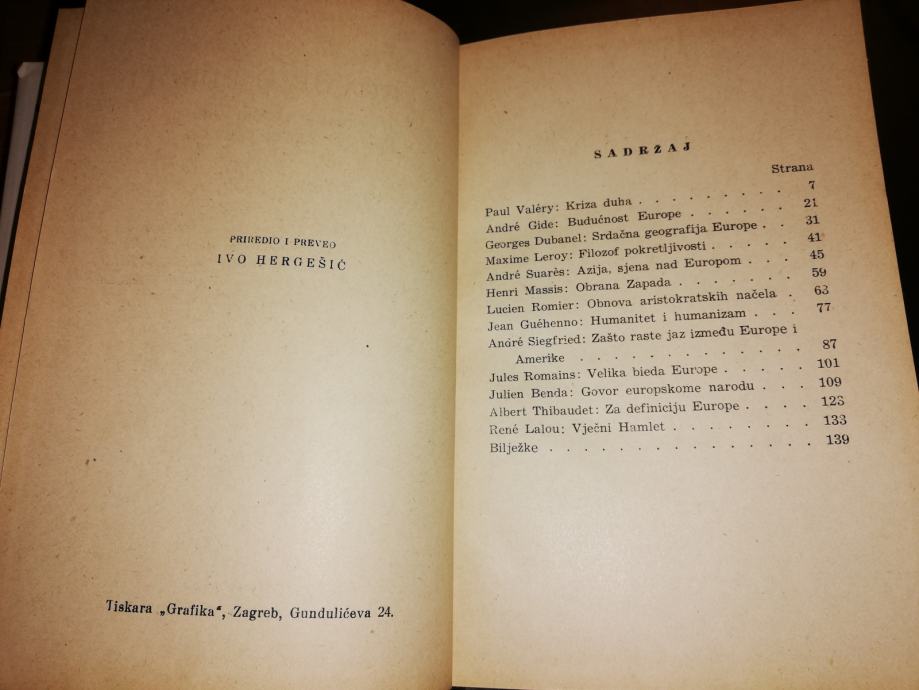 PRIREDIO I PREVEO
IVO HERGEŠIĆ
Tiskara „Grafika“, Zagreb, Gundulićeva 24.
SADRŽAJ
Strana
Paul Valéry: Kriza duha . . . . . . . . . 7
André Gide: Budućnost Europe . . . . . . 21
Georges Dubanel: Srdačna geografija Europe . . 31
Maxime Leroy: Filozof pokretljivosti . . . . . 41
André Suarès: Azija, sjena nad Europom . . . . 45
Henri Massis: Obrana Zapada . . . . . . . 59
Lucien Romier: Obnova aristokratskih načela . 63
Jean Guéhenno: Humanitet i humanizam . . . 77
André Siegfried: Zašto raste jaz između Europe i
Amerike . . . . . . . . . . . . 87
Jules Romains: Velika bieda Europe . . . . . 101
Julien Benda: Govor europskome narodu . . . 109
Albert Thibaudet: Za definiciju Europe . . . . 123
René Lalou: Vječni Hamlet . . . . . . . 133
Bilježke . . . . . . . . . . . . . . 139